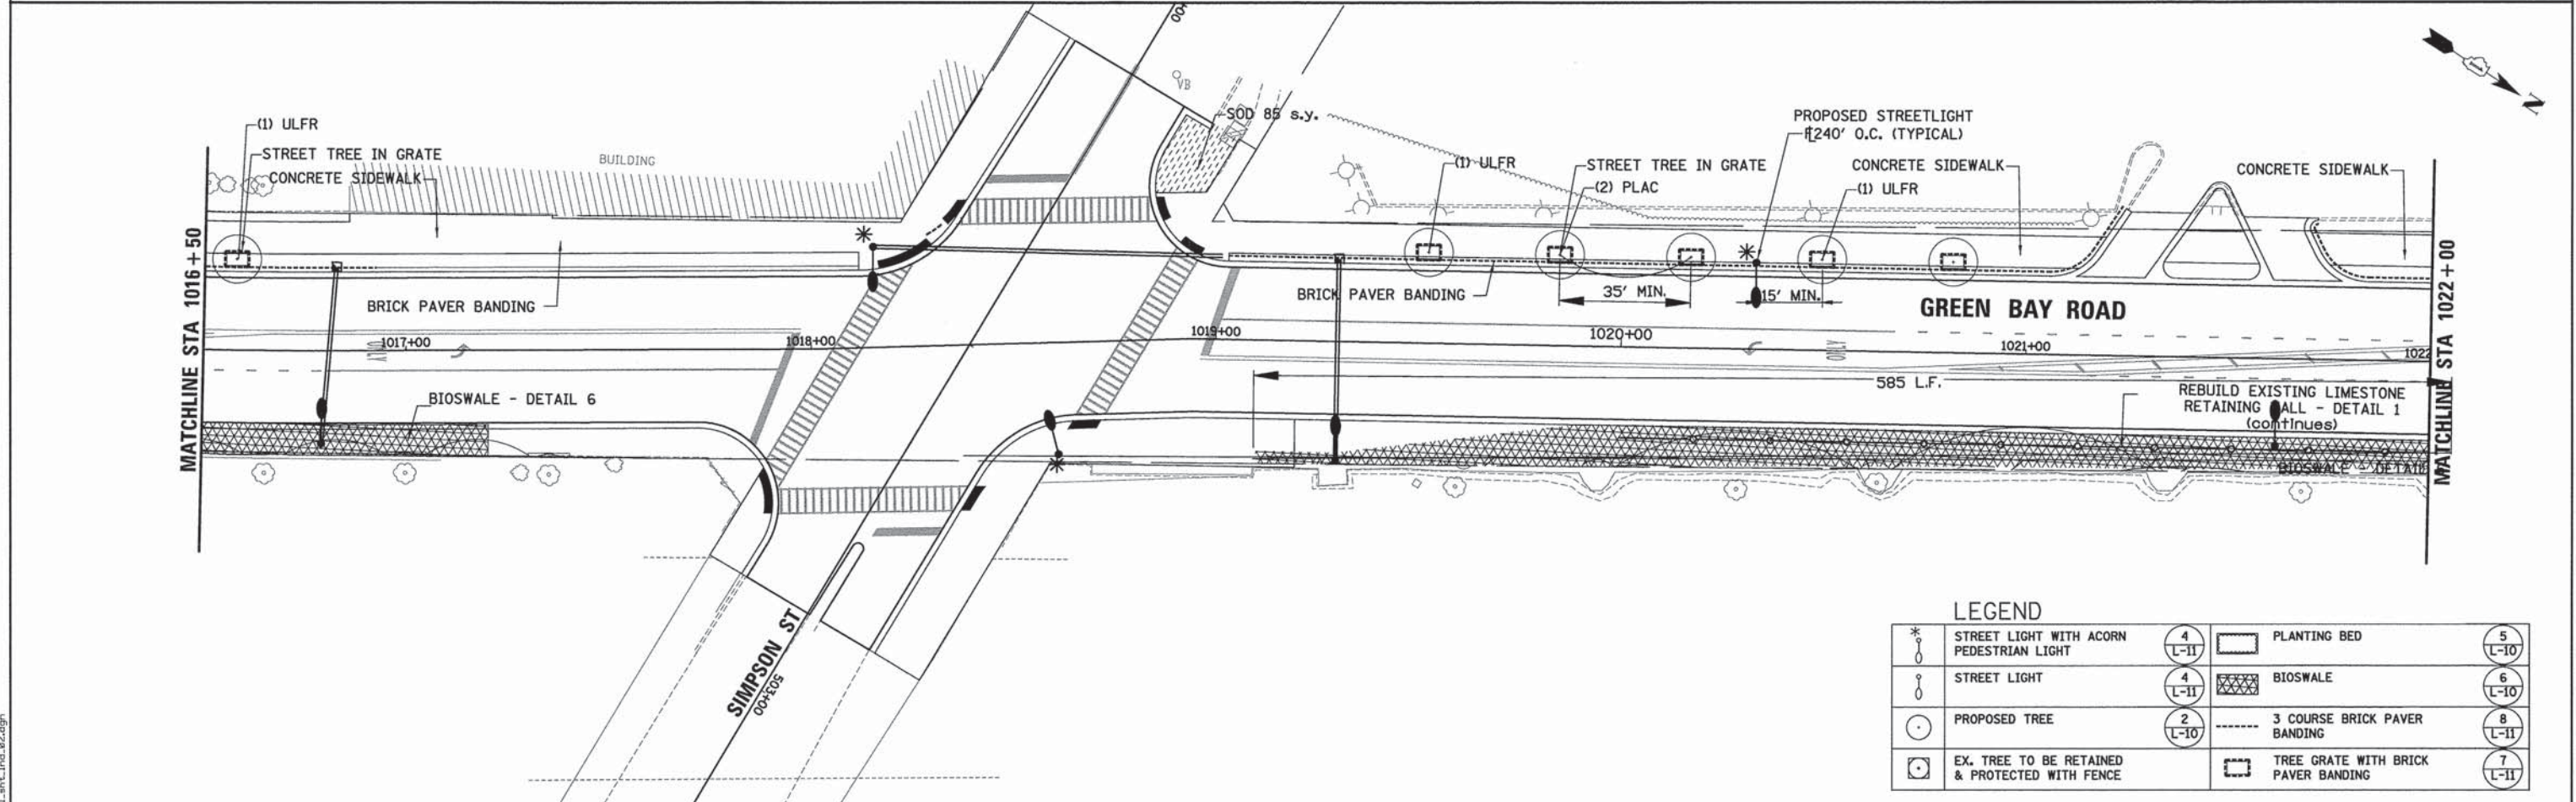 00+
N
VB
SOD 85 s.y.
(1) ULFR
STREET TREE IN GRATE
CONCRETE SIDEWALK
BUILDING
PROPOSED STREETLIGHT
240' O.C. (TYPICAL)
(1) ULFR
STREET TREE IN GRATE
(2) PLAC
CONCRETE SIDEWALK
(1) ULFR
CONCRETE SIDEWALK
MATCHLINE STA 1016+50
BRICK PAVER BANDING
BRICK PAVER BANDING
35' MIN.
15' MIN.
GREEN BAY ROAD
MATCHLINE STA 1022+00
ONLY
1017+00
1018+00
1019+00
1020+00
ONLY
1021+00
1022
585 L.F.
BIOSWALE - DETAIL 6
REBUILD EXISTING LIMESTONE
RETAINING WALL - DETAIL 1
(continues)
BIOSWALE - DETAIL
SIMPSON ST
503+00
LEGEND
STREET LIGHT WITH ACORN
PEDESTRIAN LIGHT
4
L-11
PLANTING BED
5
L-10
STREET LIGHT
4
L-11
BIOSWALE
6
L-10
PROPOSED TREE
2
L-10
3 COURSE BRICK PAVER
BANDING
8
L-11
EX. TREE TO BE RETAINED
& PROTECTED WITH FENCE
TREE GRATE WITH BRICK
PAVER BANDING
7
L-11